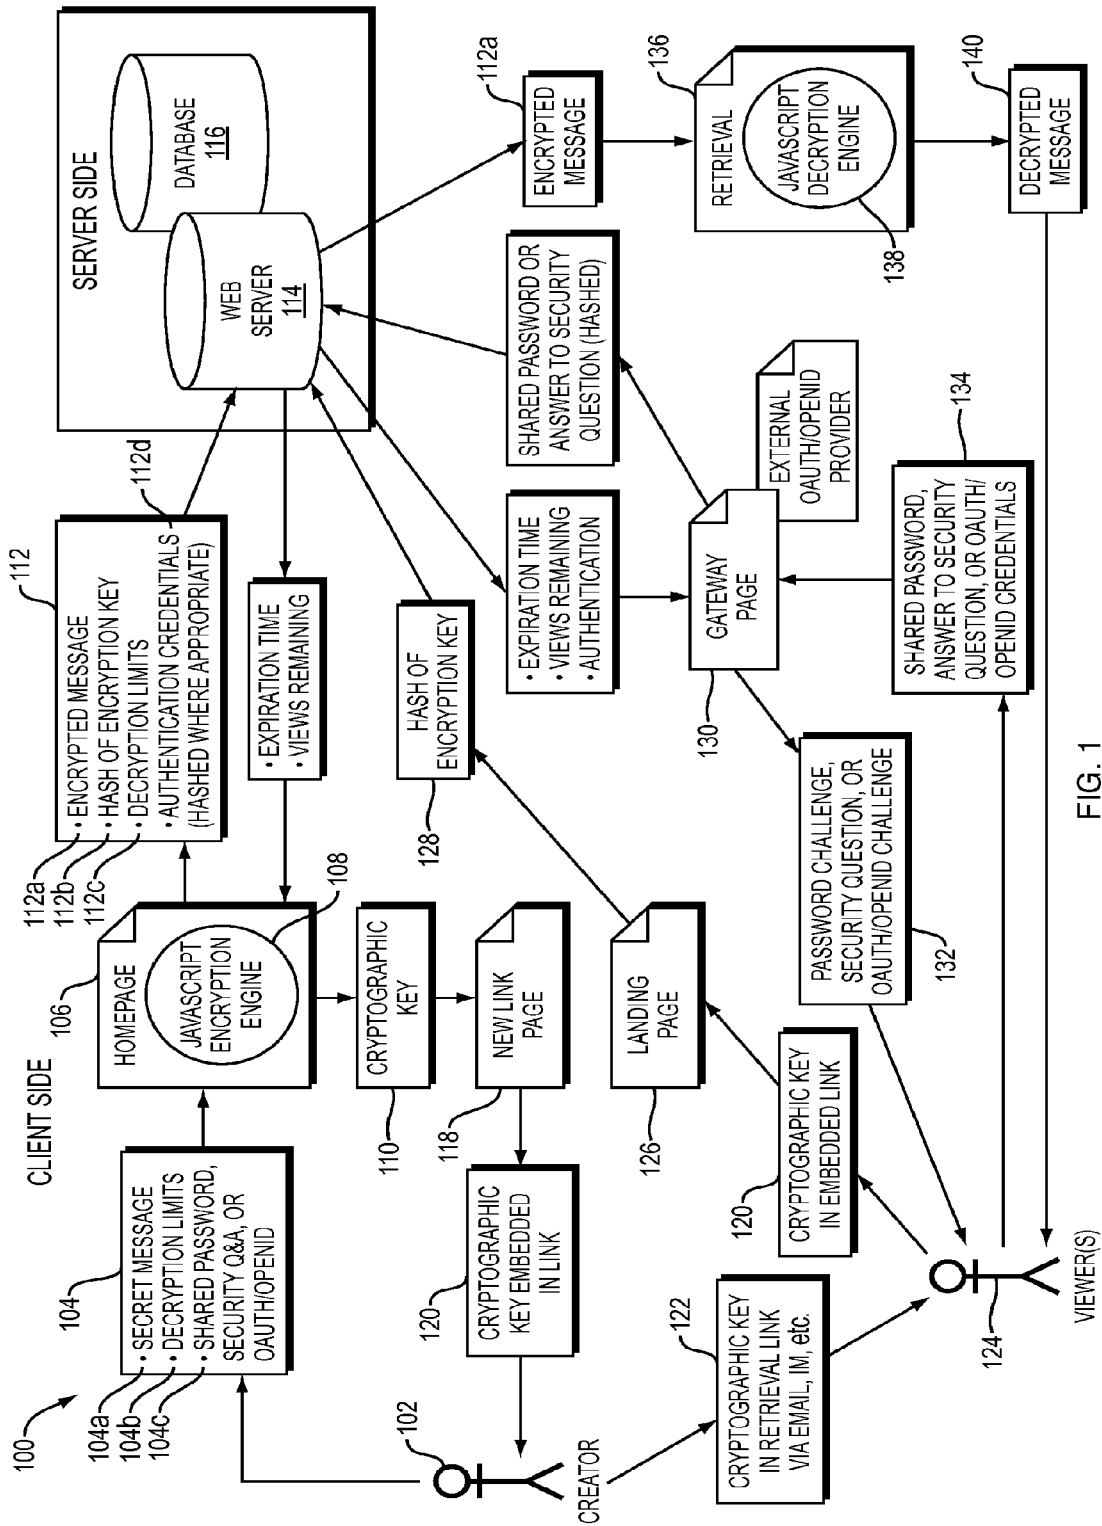 100
CLIENT SIDE
SERVER SIDE
104
104a
104b
104c
• SECRET MESSAGE
• DECRYPTION LIMITS
• SHARED PASSWORD,
SECURITY Q&A, OR
OAUTH/OPENID
106
HOMEPAGE
JAVASCRIPT
ENCRYPTION
ENGINE
108
112
112a
112b
112c
112d
• ENCRYPTED MESSAGE
• HASH OF ENCRYPTION KEY
• DECRYPTION LIMITS
• AUTHENTICATION CREDENTIALS
(HASHED WHERE APPROPRIATE)
DATABASE
116
WEB
SERVER
114
• EXPIRATION TIME
• VIEWS REMAINING
CRYPTOGRAPHIC
KEY
110
NEW LINK
PAGE
118
120
CRYPTOGRAPHIC
KEY EMBEDDED
IN LINK
102
CREATOR
HASH OF
ENCRYPTION KEY
128
LANDING
PAGE
126
• EXPIRATION TIME
• VIEWS REMAINING
• AUTHENTICATION
SHARED PASSWORD OR
ANSWER TO SECURITY
QUESTION (HASHED)
112a
ENCRYPTED
MESSAGE
136
RETRIEVAL
JAVASCRIPT
DECRYPTION
ENGINE
138
GATEWAY
PAGE
130
EXTERNAL
OAUTH/OPENID
PROVIDER
122
CRYPTOGRAPHIC KEY
IN RETRIEVAL LINK
VIA EMAIL, IM, etc.
120
CRYPTOGRAPHIC KEY
IN EMBEDDED LINK
PASSWORD CHALLENGE,
SECURITY QUESTION, OR
OAUTH/OPENID CHALLENGE
132
134
SHARED PASSWORD,
ANSWER TO SECURITY
QUESTION, OR OAUTH/
OPENID CREDENTIALS
140
DECRYPTED
MESSAGE
124
VIEWER(S)
FIG. 1